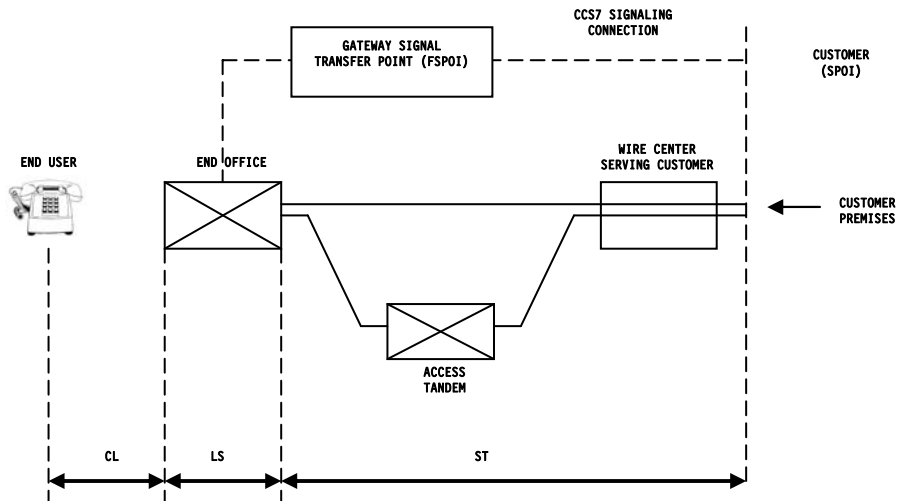 CCS7 SIGNALING
CONNECTION
GATEWAY SIGNAL
TRANSFER POINT (FSPOI)
CUSTOMER
(SPOI)
END USER
END OFFICE
WIRE CENTER
SERVING CUSTOMER
CUSTOMER
PREMISES
ACCESS
TANDEM
CL
LS
ST